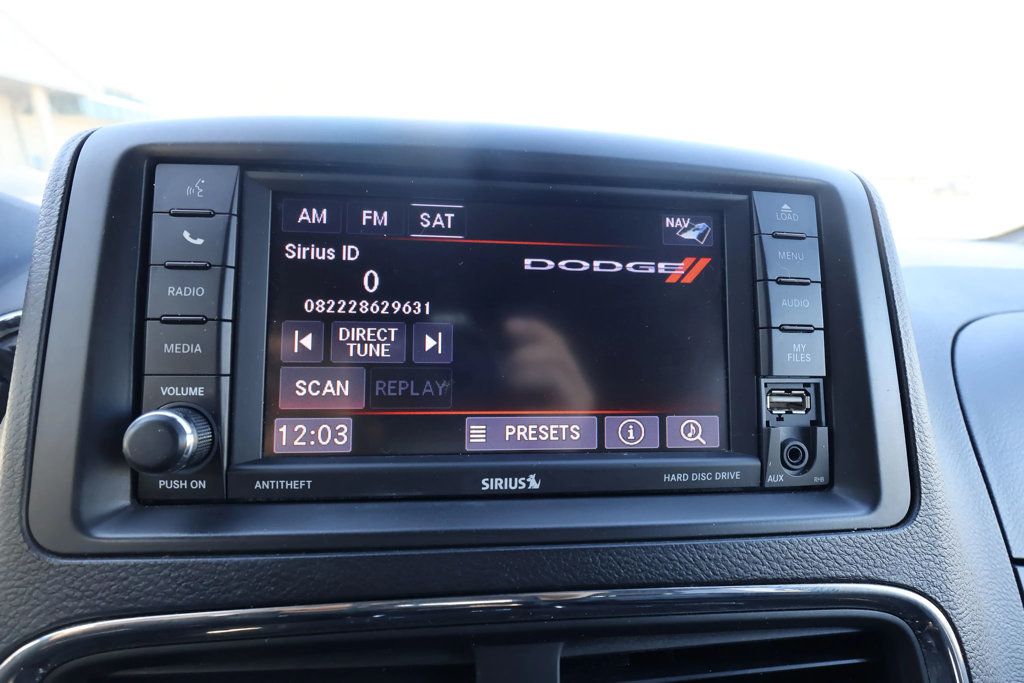 AM FM SAT
NAV
LOAD
Sirius ID
DODGE
MENU
0
RADIO
082228629631
AUDIO
DIRECT
TUNE
MEDIA
MY
FILES
SCAN REPLAY
VOLUME
12:03 PRESETS i
PUSH ON
ANTITHEFT
SIRIUS
HARD DISC DRIVE
AUX
RHB